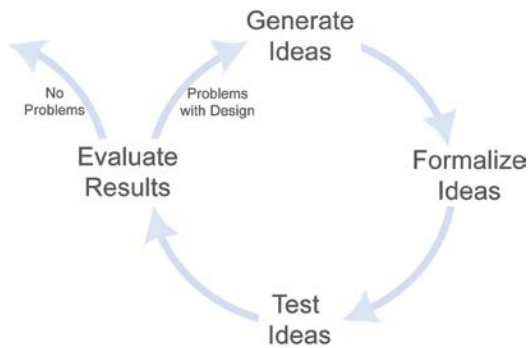 Generate
Ideas
No
Problems
Problems
with Design
Evaluate
Results
Formalize
Ideas
Test
Ideas